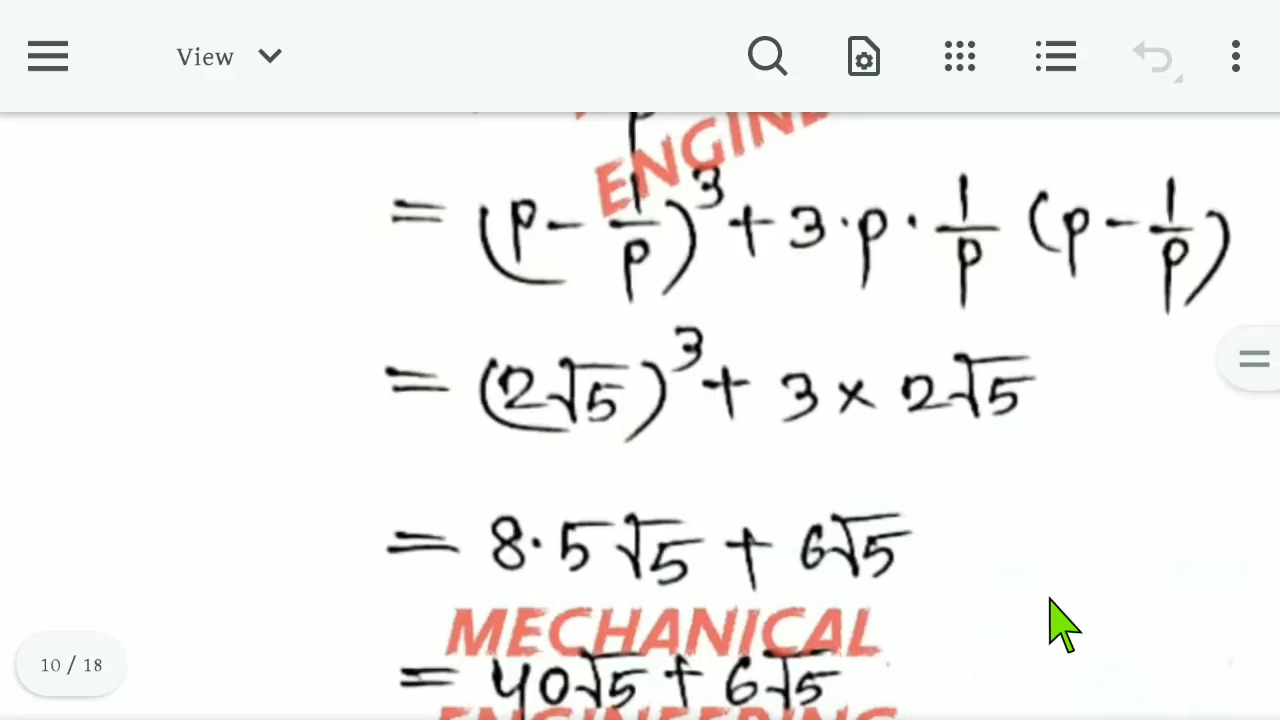 View
ENGINE
= (p - 1/p)³ + 3·p·1/p (p - 1/p)
= (2√5)³ + 3 × 2√5
= 8·5√5 + 6√5
MECHANICAL
10 / 18
= 40√5 + 6√5
ENGINEERING